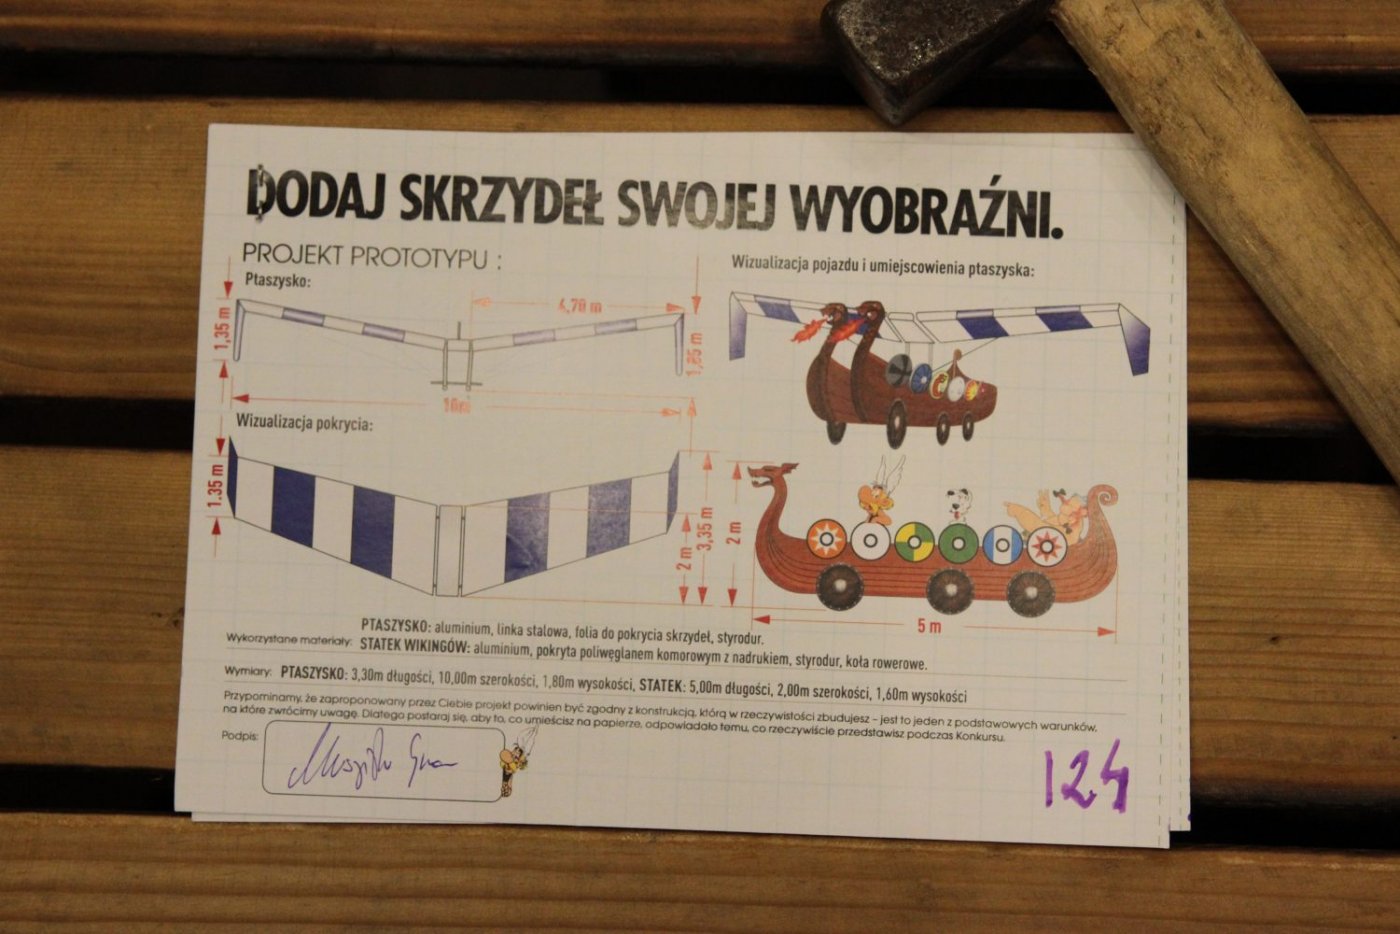 DODAJ SKRZYDEŁ SWOJEJ WYOBRAŹNI.
PROJEKT PROTOTYPU :
Ptaszysko:
1,35 m
4,70 m
1,85 m
10m
Wizualizacja pokrycia:
1.35 m
2 m
3,35 m
Wizualizacja pojazdu i umiejscowienia ptaszyska:
2 m
5 m
Wykorzystane materiały: PTASZYSKO: aluminium, linka stalowa, folia do pokrycia skrzydeł, styrodur.
STATEK WIKINGÓW: aluminium, pokryta poliwęglanem komorowym z nadrukiem, styrodur, koła rowerowe.
Wymiary: PTASZYSKO: 3,30m długości, 10,00m szerokości, 1,80m wysokości, STATEK: 5,00m długości, 2,00m szerokości, 1,60m wysokości
Przypominamy, że zaproponowany przez Ciebie projekt powinien być zgodny z konstrukcją, którą w rzeczywistości zbudujesz – jest to jeden z podstawowych warunków,
na które zwrócimy uwagę. Dlatego postaraj się, aby to, co umieścisz na papierze, odpowiadało temu, co rzeczywiście przedstawisz podczas Konkursu.
Podpis:
124